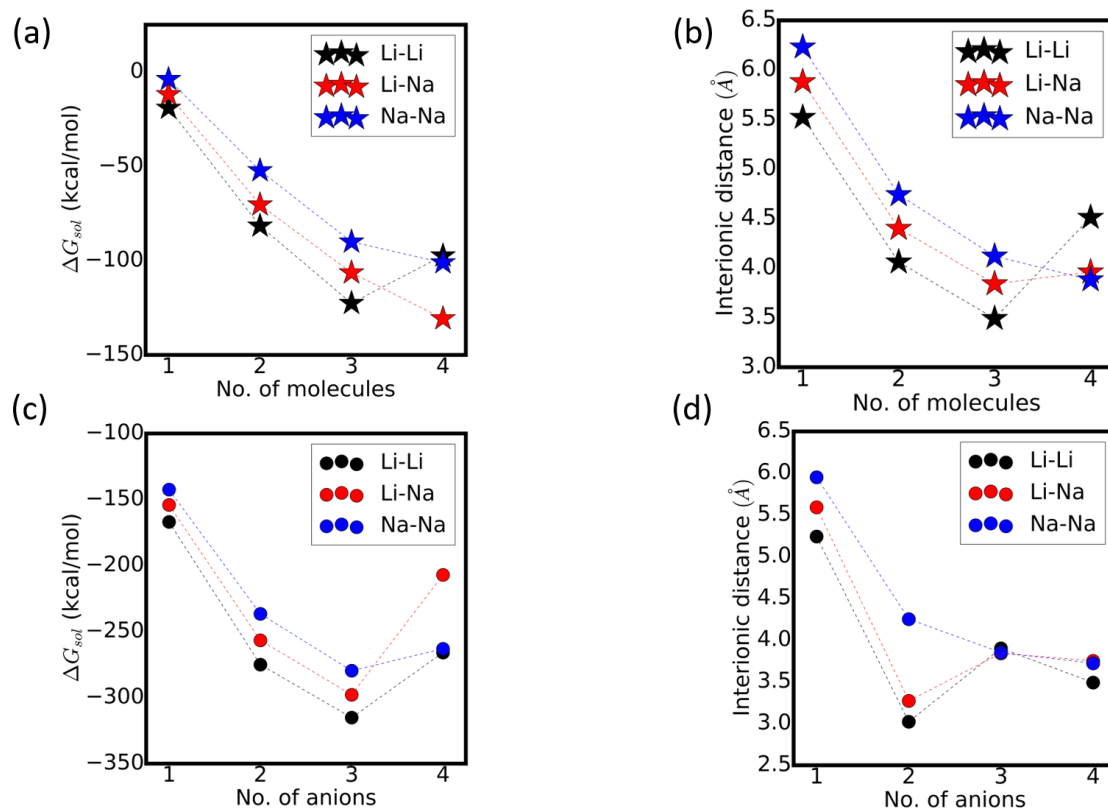 (a)
ΔG_sol (kcal/mol)
0
−50
−100
−150
1 2 3 4
No. of molecules
Li-Li
Li-Na
Na-Na
(b)
Interionic distance (Å)
6.5
6.0
5.5
5.0
4.5
4.0
3.5
3.0
1 2 3 4
No. of molecules
Li-Li
Li-Na
Na-Na
(c)
ΔG_sol (kcal/mol)
−100
−150
−200
−250
−300
−350
1 2 3 4
No. of anions
Li-Li
Li-Na
Na-Na
(d)
Interionic distance (Å)
6.5
6.0
5.5
5.0
4.5
4.0
3.5
3.0
2.5
1 2 3 4
No. of anions
Li-Li
Li-Na
Na-Na